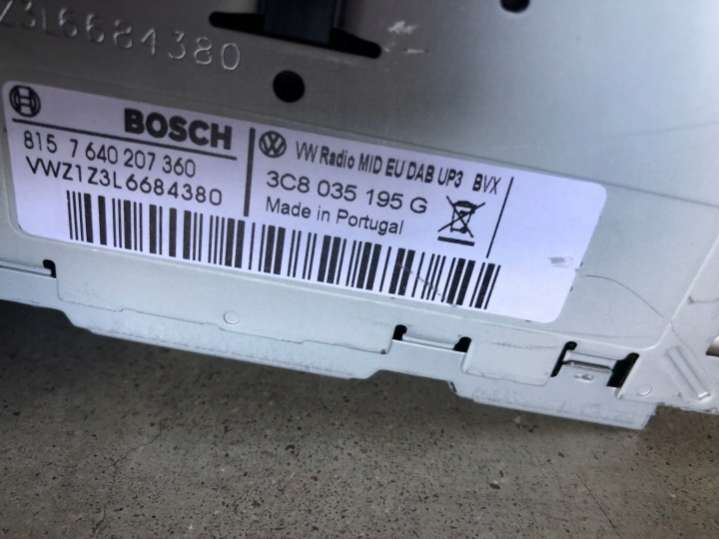 Z3L6684380
BOSCH
815 7 640 207 360
VWZ1Z3L6684380
VW Radio MID EU DAB UP3 BVX
3C8 035 195 G
Made in Portugal